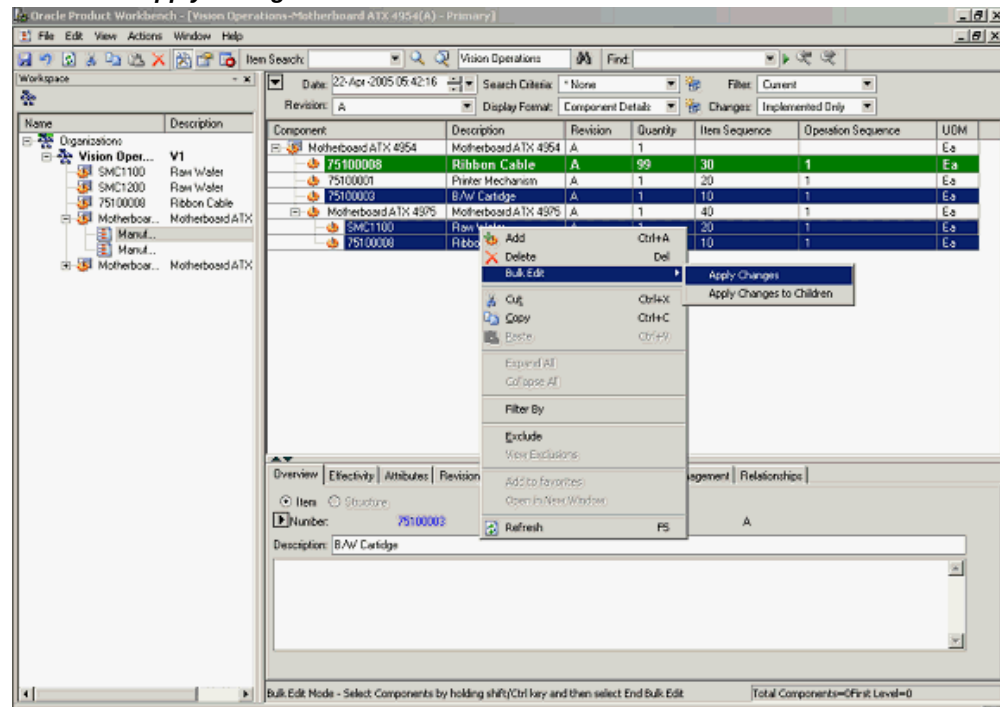 Oracle Product Workbench - [Vision Operations-Motherboard ATX 4954(A) - Primary]
File Edit View Actions Window Help
Item Search: Vision Operations Find:
Workspace
Date: 22-Apr-2005 05:42:16 Search Criteria: * None Filter: Current
Revision: A Display Format: Component Details Changes: Implemented Only
Name Description
Organizations
Vision Oper... V1
SMC1100 Raw Wafer
SMC1200 Raw Wafer
75100008 Ribbon Cable
Motherboar... Motherboard ATX
Manuf...
Manuf...
Motherboar... Motherboard ATX
Component Description Revision Quantity Item Sequence Operation Sequence UOM
Motherboard ATX 4954 Motherboard ATX 4954 A 1 Ea
75100008 Ribbon Cable A 99 30 1 Ea
75100001 Printer Mechanism A 1 20 1 Ea
75100003 B/W Cartidge A 1 10 1 Ea
Motherboard ATX 4975 Motherboard ATX 4975 A 1 40 1 Ea
SMC1100 Raw Wafer 1 20 1 Ea
75100008 Ribbo 1 10 1 Ea
Add Ctrl+A
Delete Del
Bulk Edit
Apply Changes
Apply Changes to Children
Cut Ctrl+X
Copy Ctrl+C
Paste Ctrl+V
Expand All
Collapse All
Filter By
Exclude
View Exclusions
Add to favorites
Open in New Window
Refresh F5
Overview Effectivity Attributes Revision agement Relationships
Item Structure
Number: 75100003 A
Description: B/W Cartidge
Bulk Edit Mode - Select Components by holding shift/Ctrl key and then select End Bulk Edit Total Components=0First Level=0